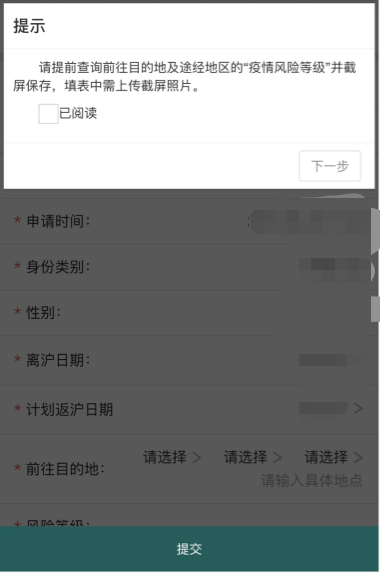 提示
请提前查询前往目的地及途经地区的“疫情风险等级”并截
屏保存，填表中需上传截屏照片。
已阅读
下一步
* 申请时间：
* 身份类别：
* 性别：
* 离沪日期：
* 计划返沪日期
请选择 > 请选择 > 请选择 >
* 前往目的地：
请输入具体地点
* 风险等级：
提交